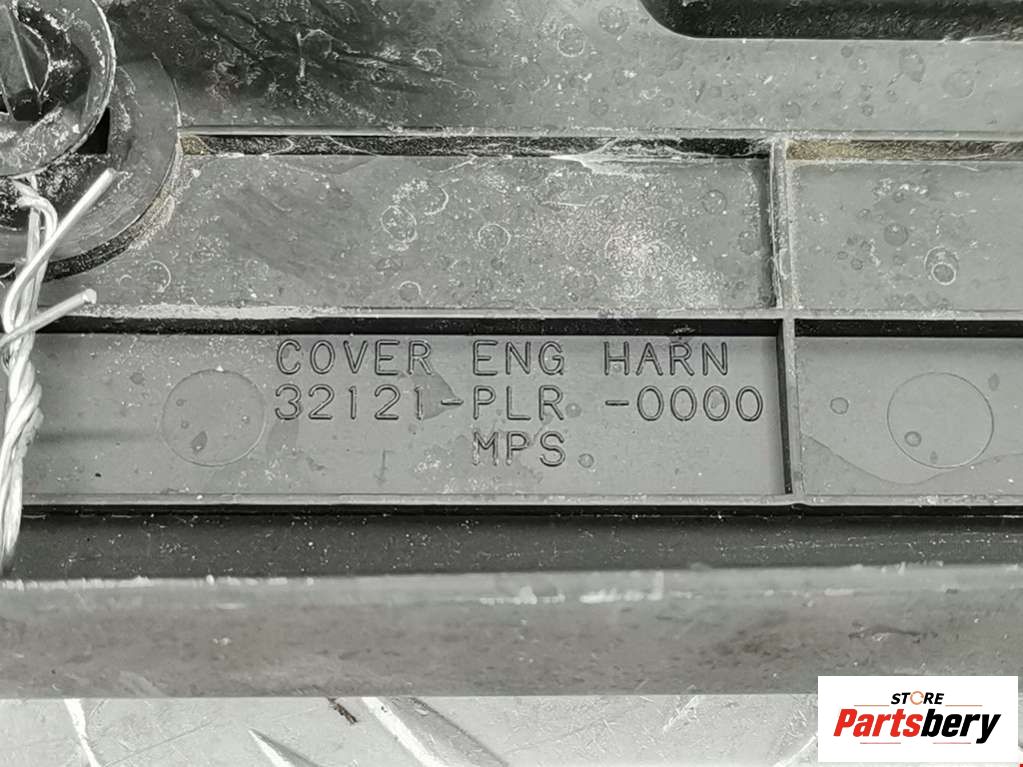 COVER ENG HARN
32121-PLR -0000
MPS
STORE
Partsbery